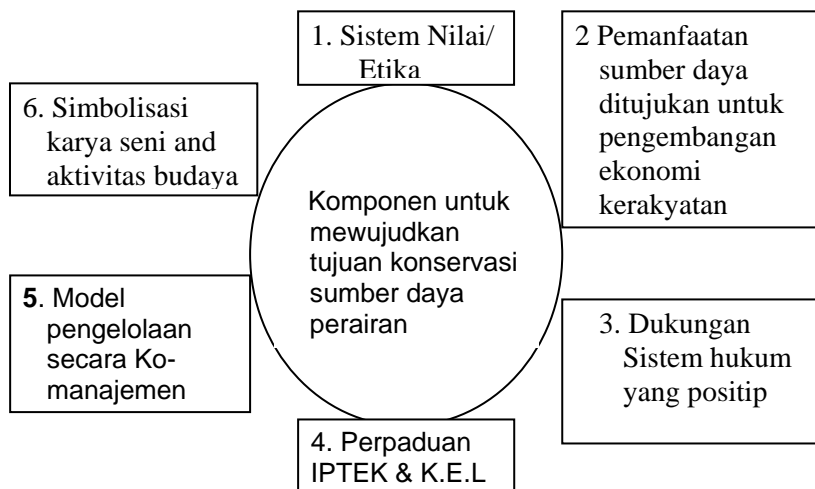 1. Sistem Nilai/
Etika
2 Pemanfaatan
sumber daya
ditujukan untuk
pengembangan
ekonomi
kerakyatan
3. Dukungan
Sistem hukum
yang positip
4. Perpaduan
IPTEK & K.E.L
5. Model
pengelolaan
secara Ko-
manajemen
6. Simbolisasi
karya seni and
aktivitas budaya
Komponen untuk
mewujudkan
tujuan konservasi
sumber daya
perairan